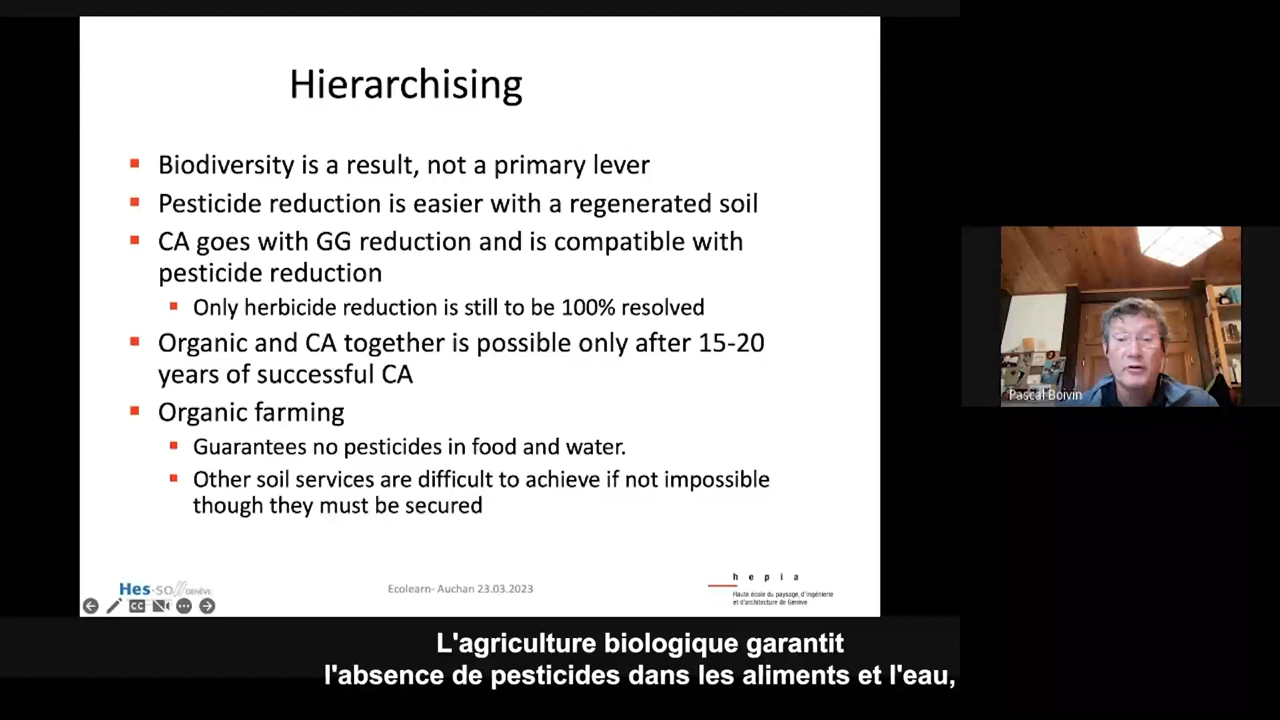 Hierarchising
Biodiversity is a result, not a primary lever
Pesticide reduction is easier with a regenerated soil
CA goes with GG reduction and is compatible with
pesticide reduction
Only herbicide reduction is still to be 100% resolved
Organic and CA together is possible only after 15-20
years of successful CA
Organic farming
Guarantees no pesticides in food and water.
Other soil services are difficult to achieve if not impossible
though they must be secured
Pascal Boivin
Hes·so GENÈVE
Ecolearn- Auchan 23.03.2023
h e p i a
Haute école du paysage, d'ingénierie
et d'architecture de Genève
CC
L'agriculture biologique garantit
l'absence de pesticides dans les aliments et l'eau,